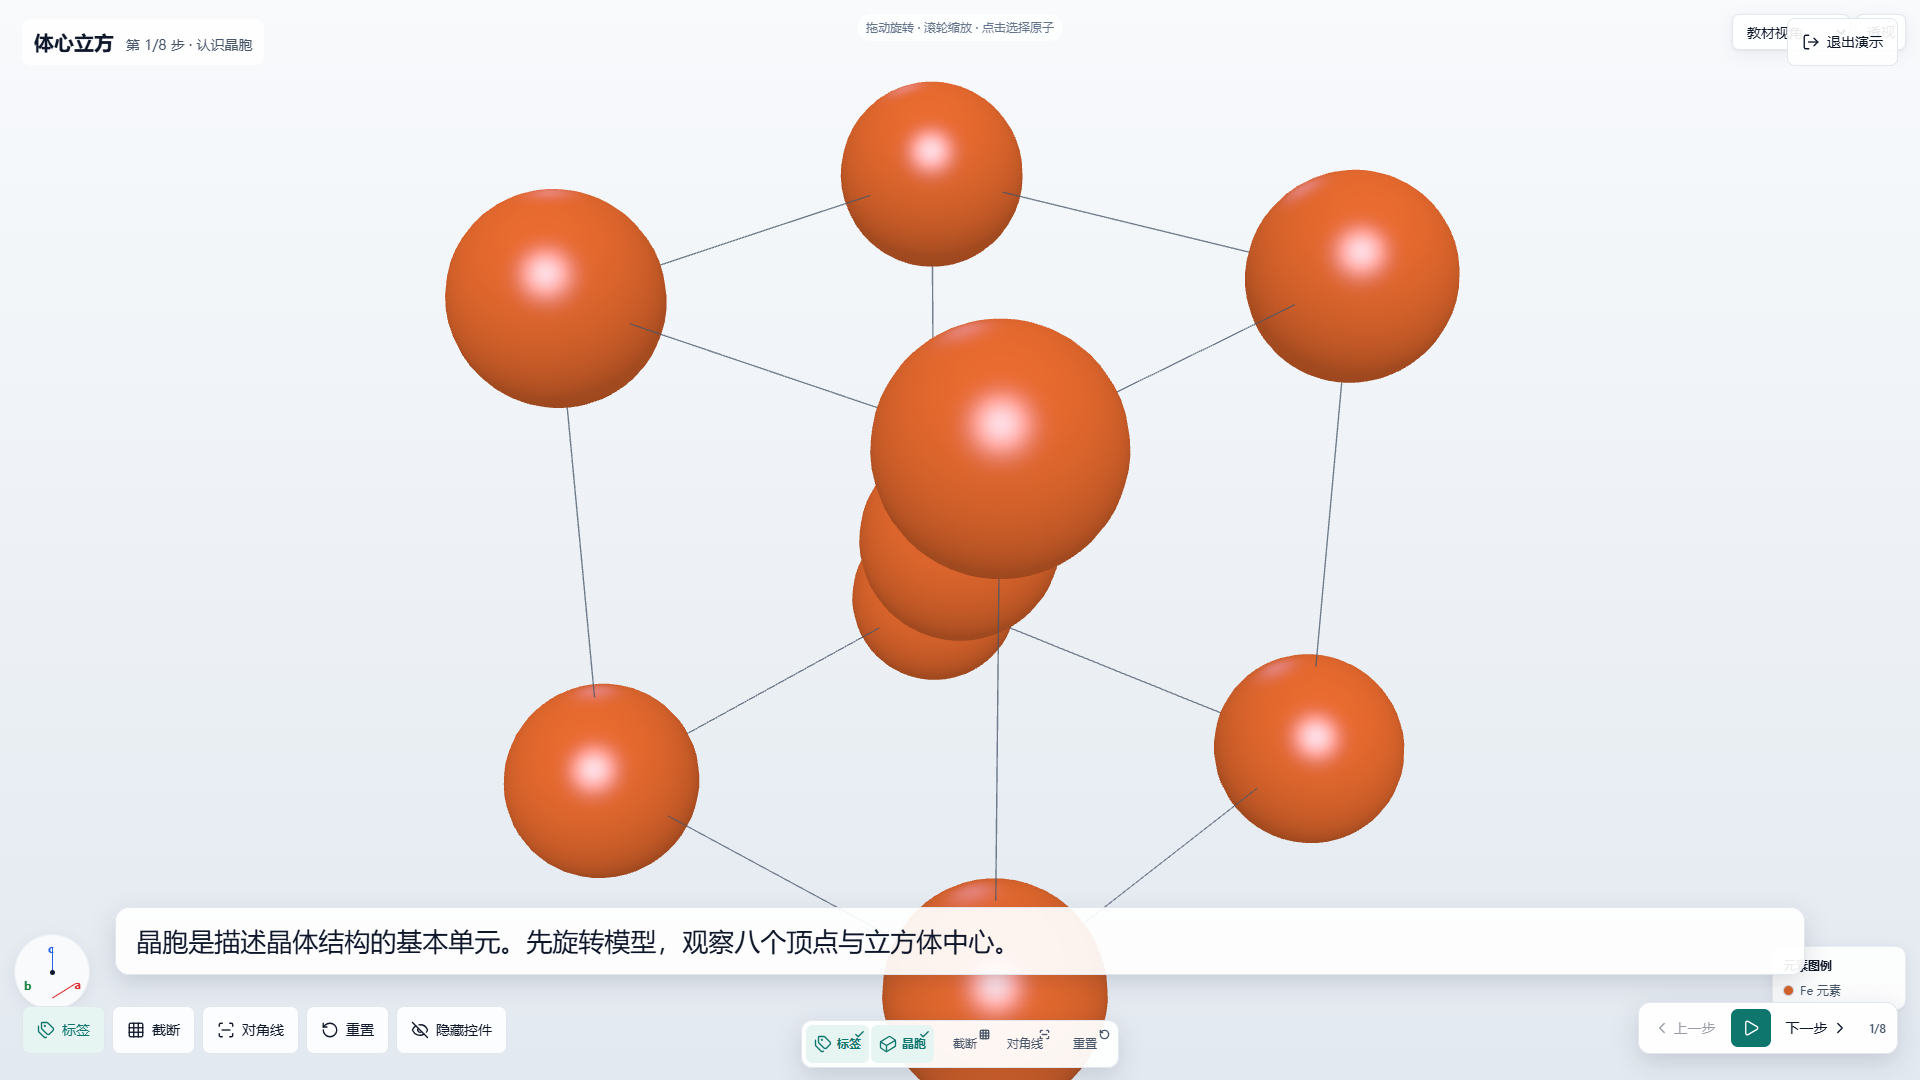 体心立方 第 1/8 步 · 认识晶胞
拖动旋转 · 滚轮缩放 · 点击选择原子
教材视
退出演示
晶胞是描述晶体结构的基本单元。先旋转模型，观察八个顶点与立方体中心。
b
a
元素图例
Fe 元素
标签
截断
对角线
重置
隐藏控件
标签
晶胞
截断
对角线
重置
上一步
下一步
1/8